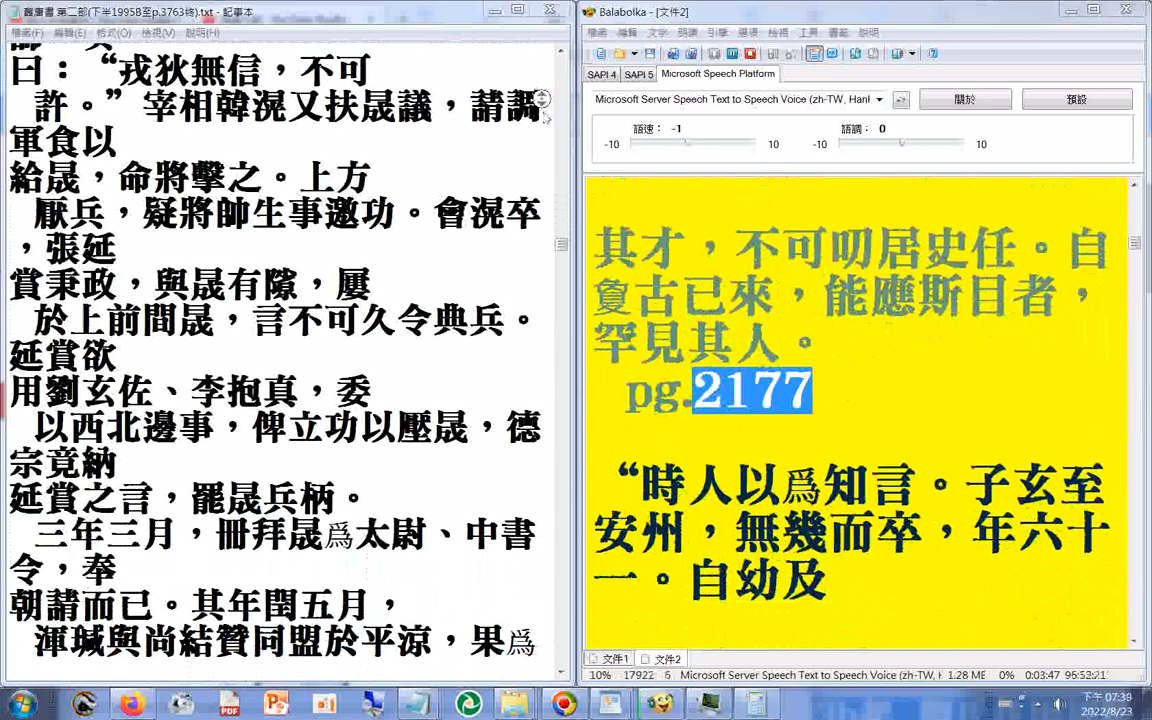 舊唐書 第二部(下半1995B至p.3763终).txt - 記事本
檔案(F) 編輯(E) 格式(O) 檢視(V) 說明(H)
曰：“戎狄無信，不可
許。”宰相韓滉又扶晟議，請調
軍食以
給晟，命將擊之。上方
厭兵，疑將帥生事邀功。會滉卒
，張延
賞秉政，與晟有隙，屢
於上前間晟，言不可久令典兵。
延賞欲
用劉玄佐、李抱真，委
以西北邊事，俾立功以壓晟，德
宗竟納
延賞之言，罷晟兵柄。
三年三月，冊拜晟爲太尉、中書
令，奉
朝請而已。其年閏五月，
渾瑊與尚結贊同盟於平涼，果爲
Balabolka - [文件2]
檔案 編輯 文字 朗讀 引擎 選項 檢視 工具 書籤 說明
SAPI 4 SAPI 5 Microsoft Speech Platform
Microsoft Server Speech Text to Speech Voice (zh-TW, HanH
關於 預設
語速： -1 語調： 0
-10 10 -10 10
其才，不可叨居史任。自
敻古已來，能應斯目者，
罕見其人。
pg.2177
“時人以爲知言。子玄至
安州，無幾而卒，年六十
一。自幼及
文件1 文件2
10% 17922 6 Microsoft Server Speech Text to Speech Voice (zh-TW, H 1.28 ME 0% 0:03:47 96:52:21
下午 07:39
2022/8/23